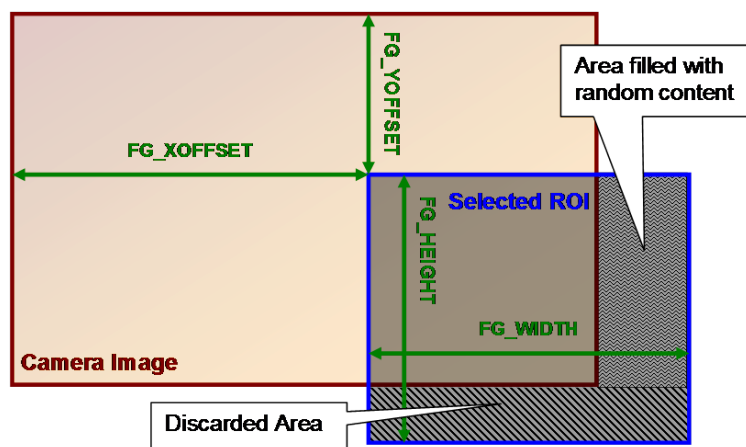 FG_YOFFSET
Area filled with
random content
FG_XOFFSET
Selected ROI
FG_HEIGHT
FG_WIDTH
Camera Image
Discarded Area